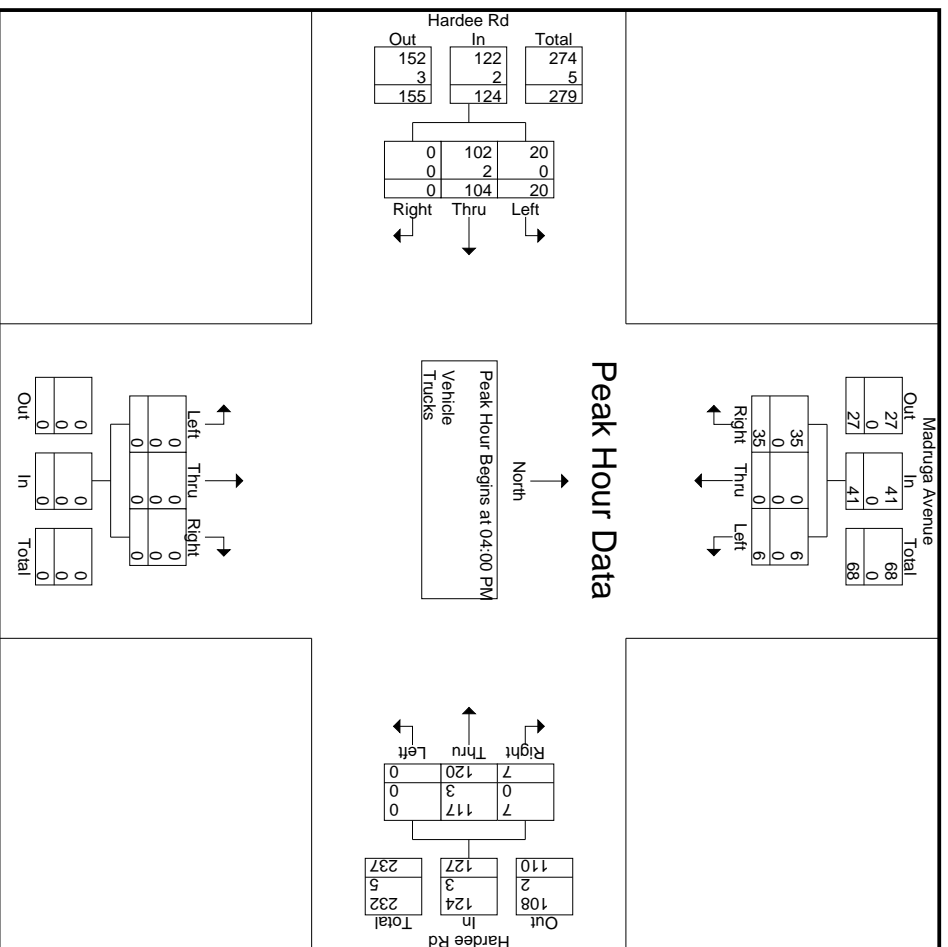 Hardee Rd
Out In Total
152 122 274
3 2 5
155 124 279
0 102 20
0 2 0
0 104 20
Right Thru Left
Madruga Avenue
Out In Total
27 41 68
0 0 0
27 41 68
35 0 6
0 0 0
35 0 6
Right Thru Left
Peak Hour Data
North
Peak Hour Begins at 04:00 PM
Vehicle
Trucks
Left Thru Right
0 0 0
0 0 0
0 0 0
0 0 0
0 0 0
0 0 0
Out In Total
Right Thru Left
7 120 0
0 3 0
7 117 0
110 127 237
2 3 5
108 124 232
Out In Total
Hardee Rd